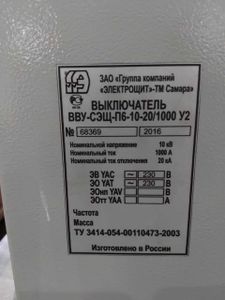 ЗАО «Группа компаний
«ЭЛЕКТРОЩИТ»-ТМ Самара»
ВЫКЛЮЧАТЕЛЬ
ВВУ-СЭЩ-П6-10-20/1000 У2
№ 68369 2016
Номинальное напряжение 10 кВ
Номинальный ток 1000 А
Номинальный ток отключения 20 кА
ЭВ YAC ~ 230 В
ЭО YAT ~ 230 В
ЭОнп YAV В
ЭОтт YAA А
Частота
Масса
ТУ 3414-054-00110473-2003
Изготовлено в России